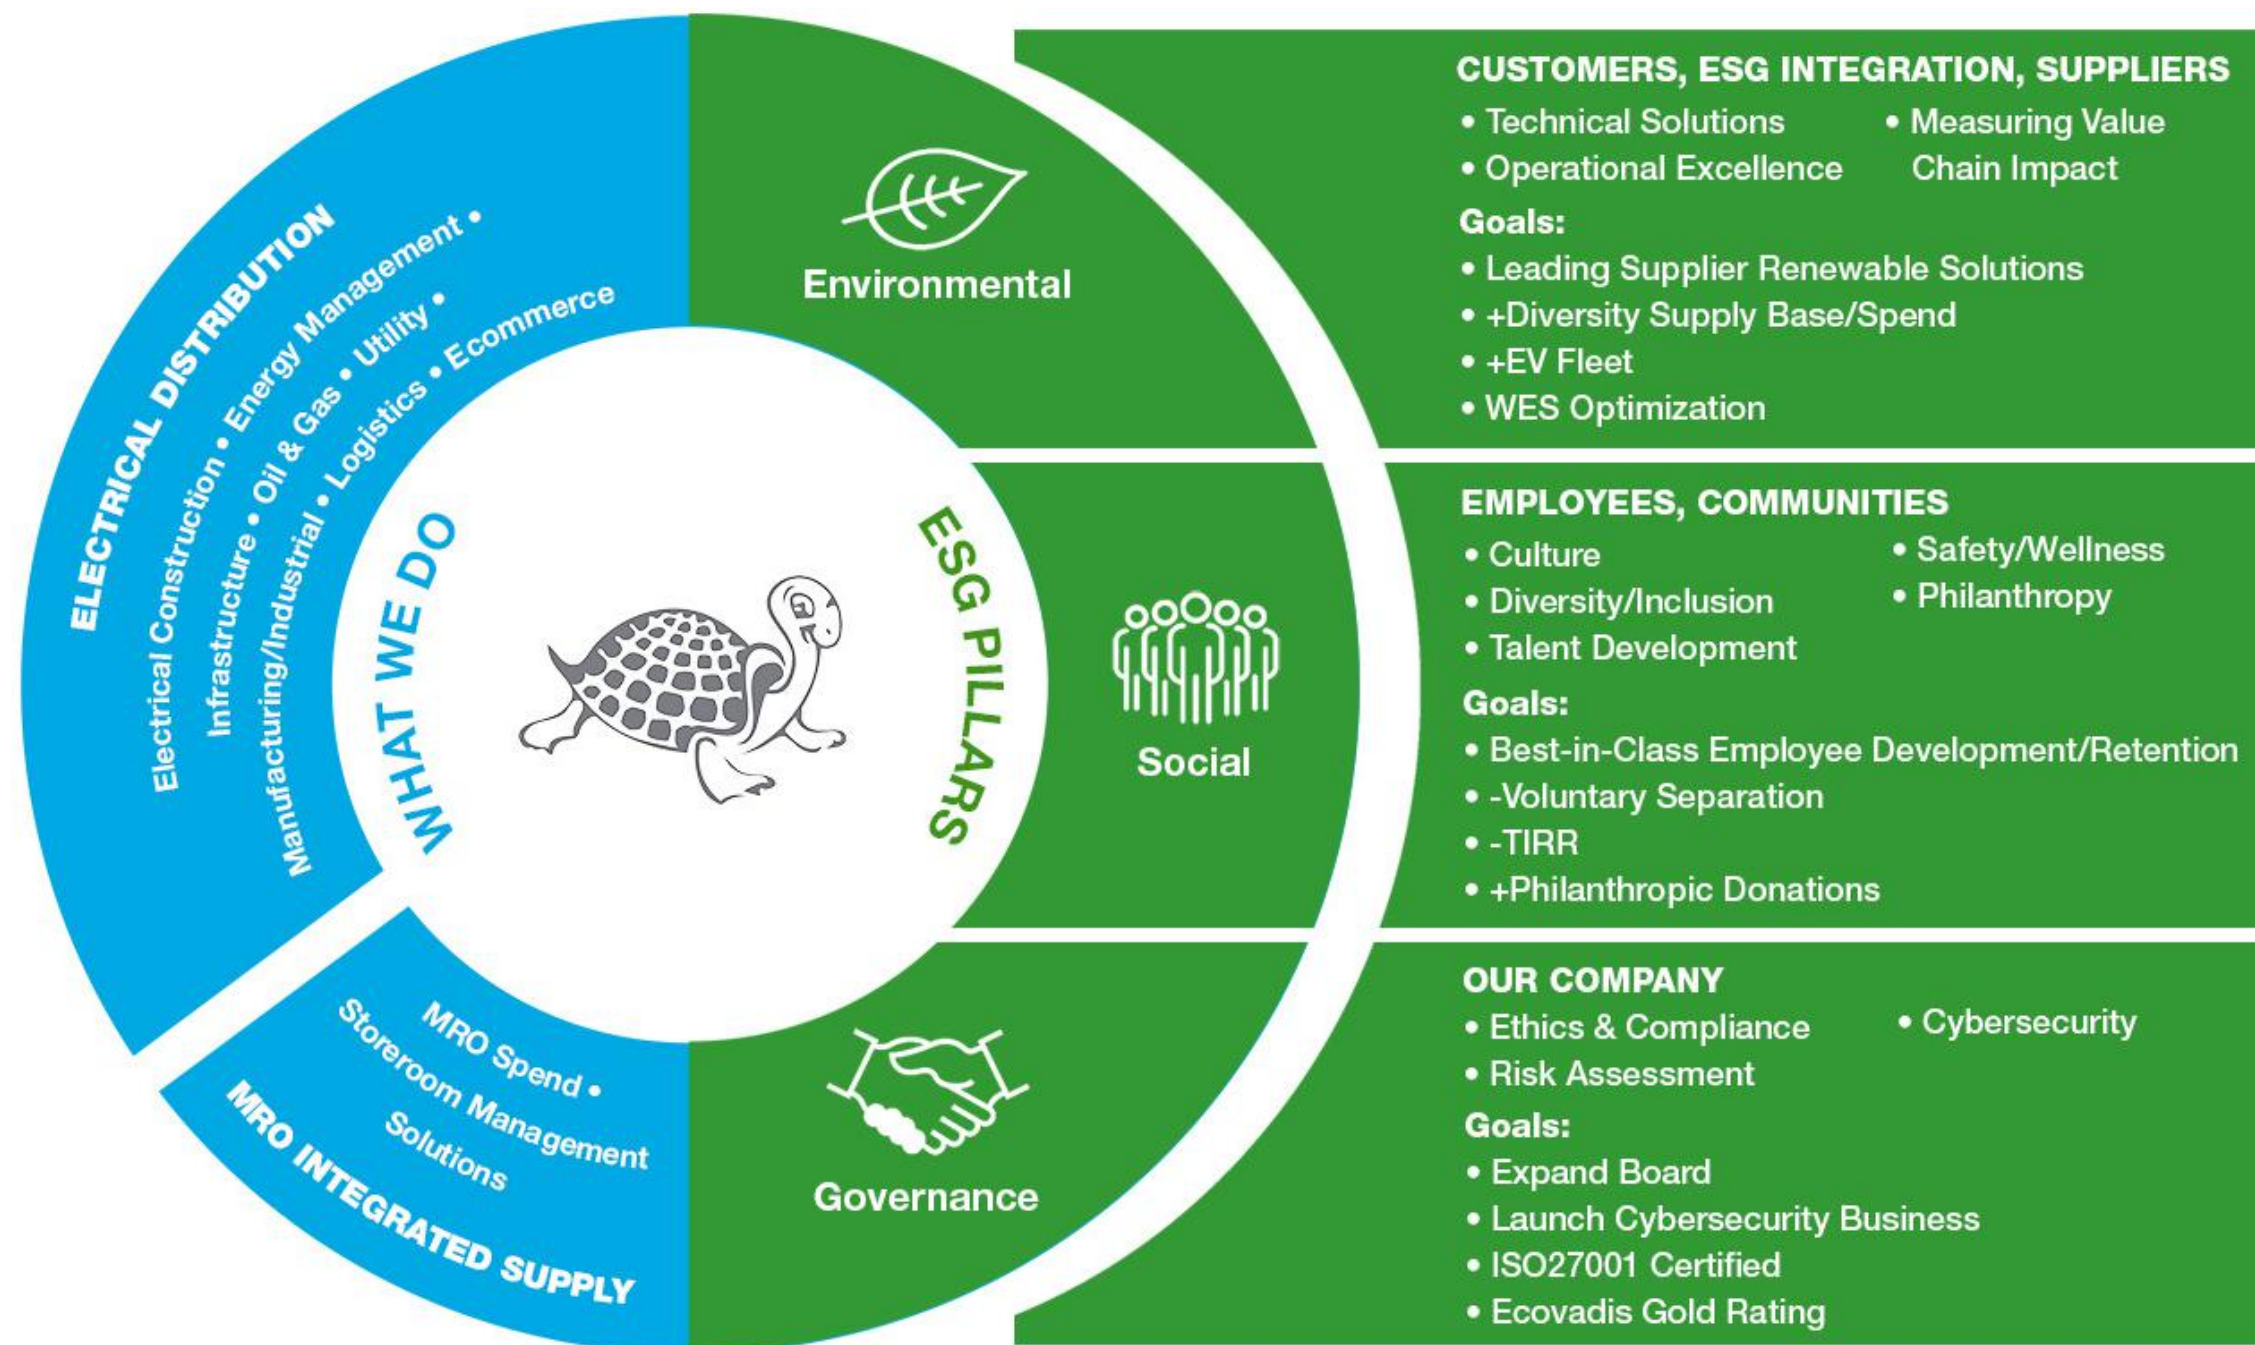 ELECTRICAL DISTRIBUTION
Electrical Construction • Energy Management •
Infrastructure • Oil & Gas • Utility •
Manufacturing/Industrial • Logistics • Ecommerce
WHAT WE DO
MRO Spend •
Storeroom Management
Solutions
MRO INTEGRATED SUPPLY
ESG PILLARS
Environmental
CUSTOMERS, ESG INTEGRATION, SUPPLIERS
• Technical Solutions
• Operational Excellence
• Measuring Value
Chain Impact
Goals:
• Leading Supplier Renewable Solutions
• +Diversity Supply Base/Spend
• +EV Fleet
• WES Optimization
Social
EMPLOYEES, COMMUNITIES
• Culture
• Diversity/Inclusion
• Talent Development
• Safety/Wellness
• Philanthropy
Goals:
• Best-in-Class Employee Development/Retention
• -Voluntary Separation
• -TIRR
• +Philanthropic Donations
Governance
OUR COMPANY
• Ethics & Compliance
• Risk Assessment
• Cybersecurity
Goals:
• Expand Board
• Launch Cybersecurity Business
• ISO27001 Certified
• Ecovadis Gold Rating